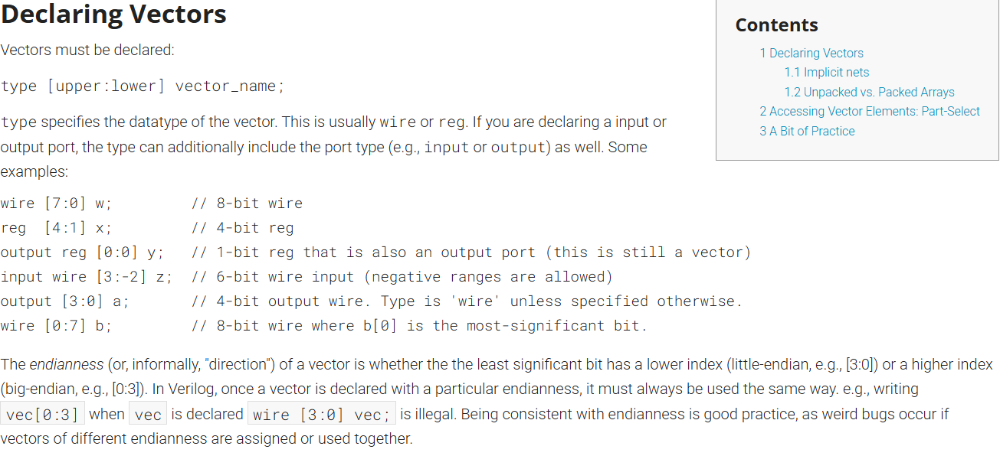 Declaring Vectors
Vectors must be declared:
type [upper:lower] vector_name;
type specifies the datatype of the vector. This is usually wire or reg. If you are declaring a input or
output port, the type can additionally include the port type (e.g., input or output) as well. Some
examples:
wire [7:0] w;         // 8-bit wire
reg  [4:1] x;         // 4-bit reg
output reg [0:0] y;   // 1-bit reg that is also an output port (this is still a vector)
input wire [3:-2] z;  // 6-bit wire input (negative ranges are allowed)
output [3:0] a;       // 4-bit output wire. Type is 'wire' unless specified otherwise.
wire [0:7] b;         // 8-bit wire where b[0] is the most-significant bit.
The endianness (or, informally, "direction") of a vector is whether the the least significant bit has a lower index (little-endian, e.g., [3:0]) or a higher index
(big-endian, e.g., [0:3]). In Verilog, once a vector is declared with a particular endianness, it must always be used the same way. e.g., writing
vec[0:3] when vec is declared wire [3:0] vec; is illegal. Being consistent with endianness is good practice, as weird bugs occur if
vectors of different endianness are assigned or used together.
Contents
1 Declaring Vectors
1.1 Implicit nets
1.2 Unpacked vs. Packed Arrays
2 Accessing Vector Elements: Part-Select
3 A Bit of Practice